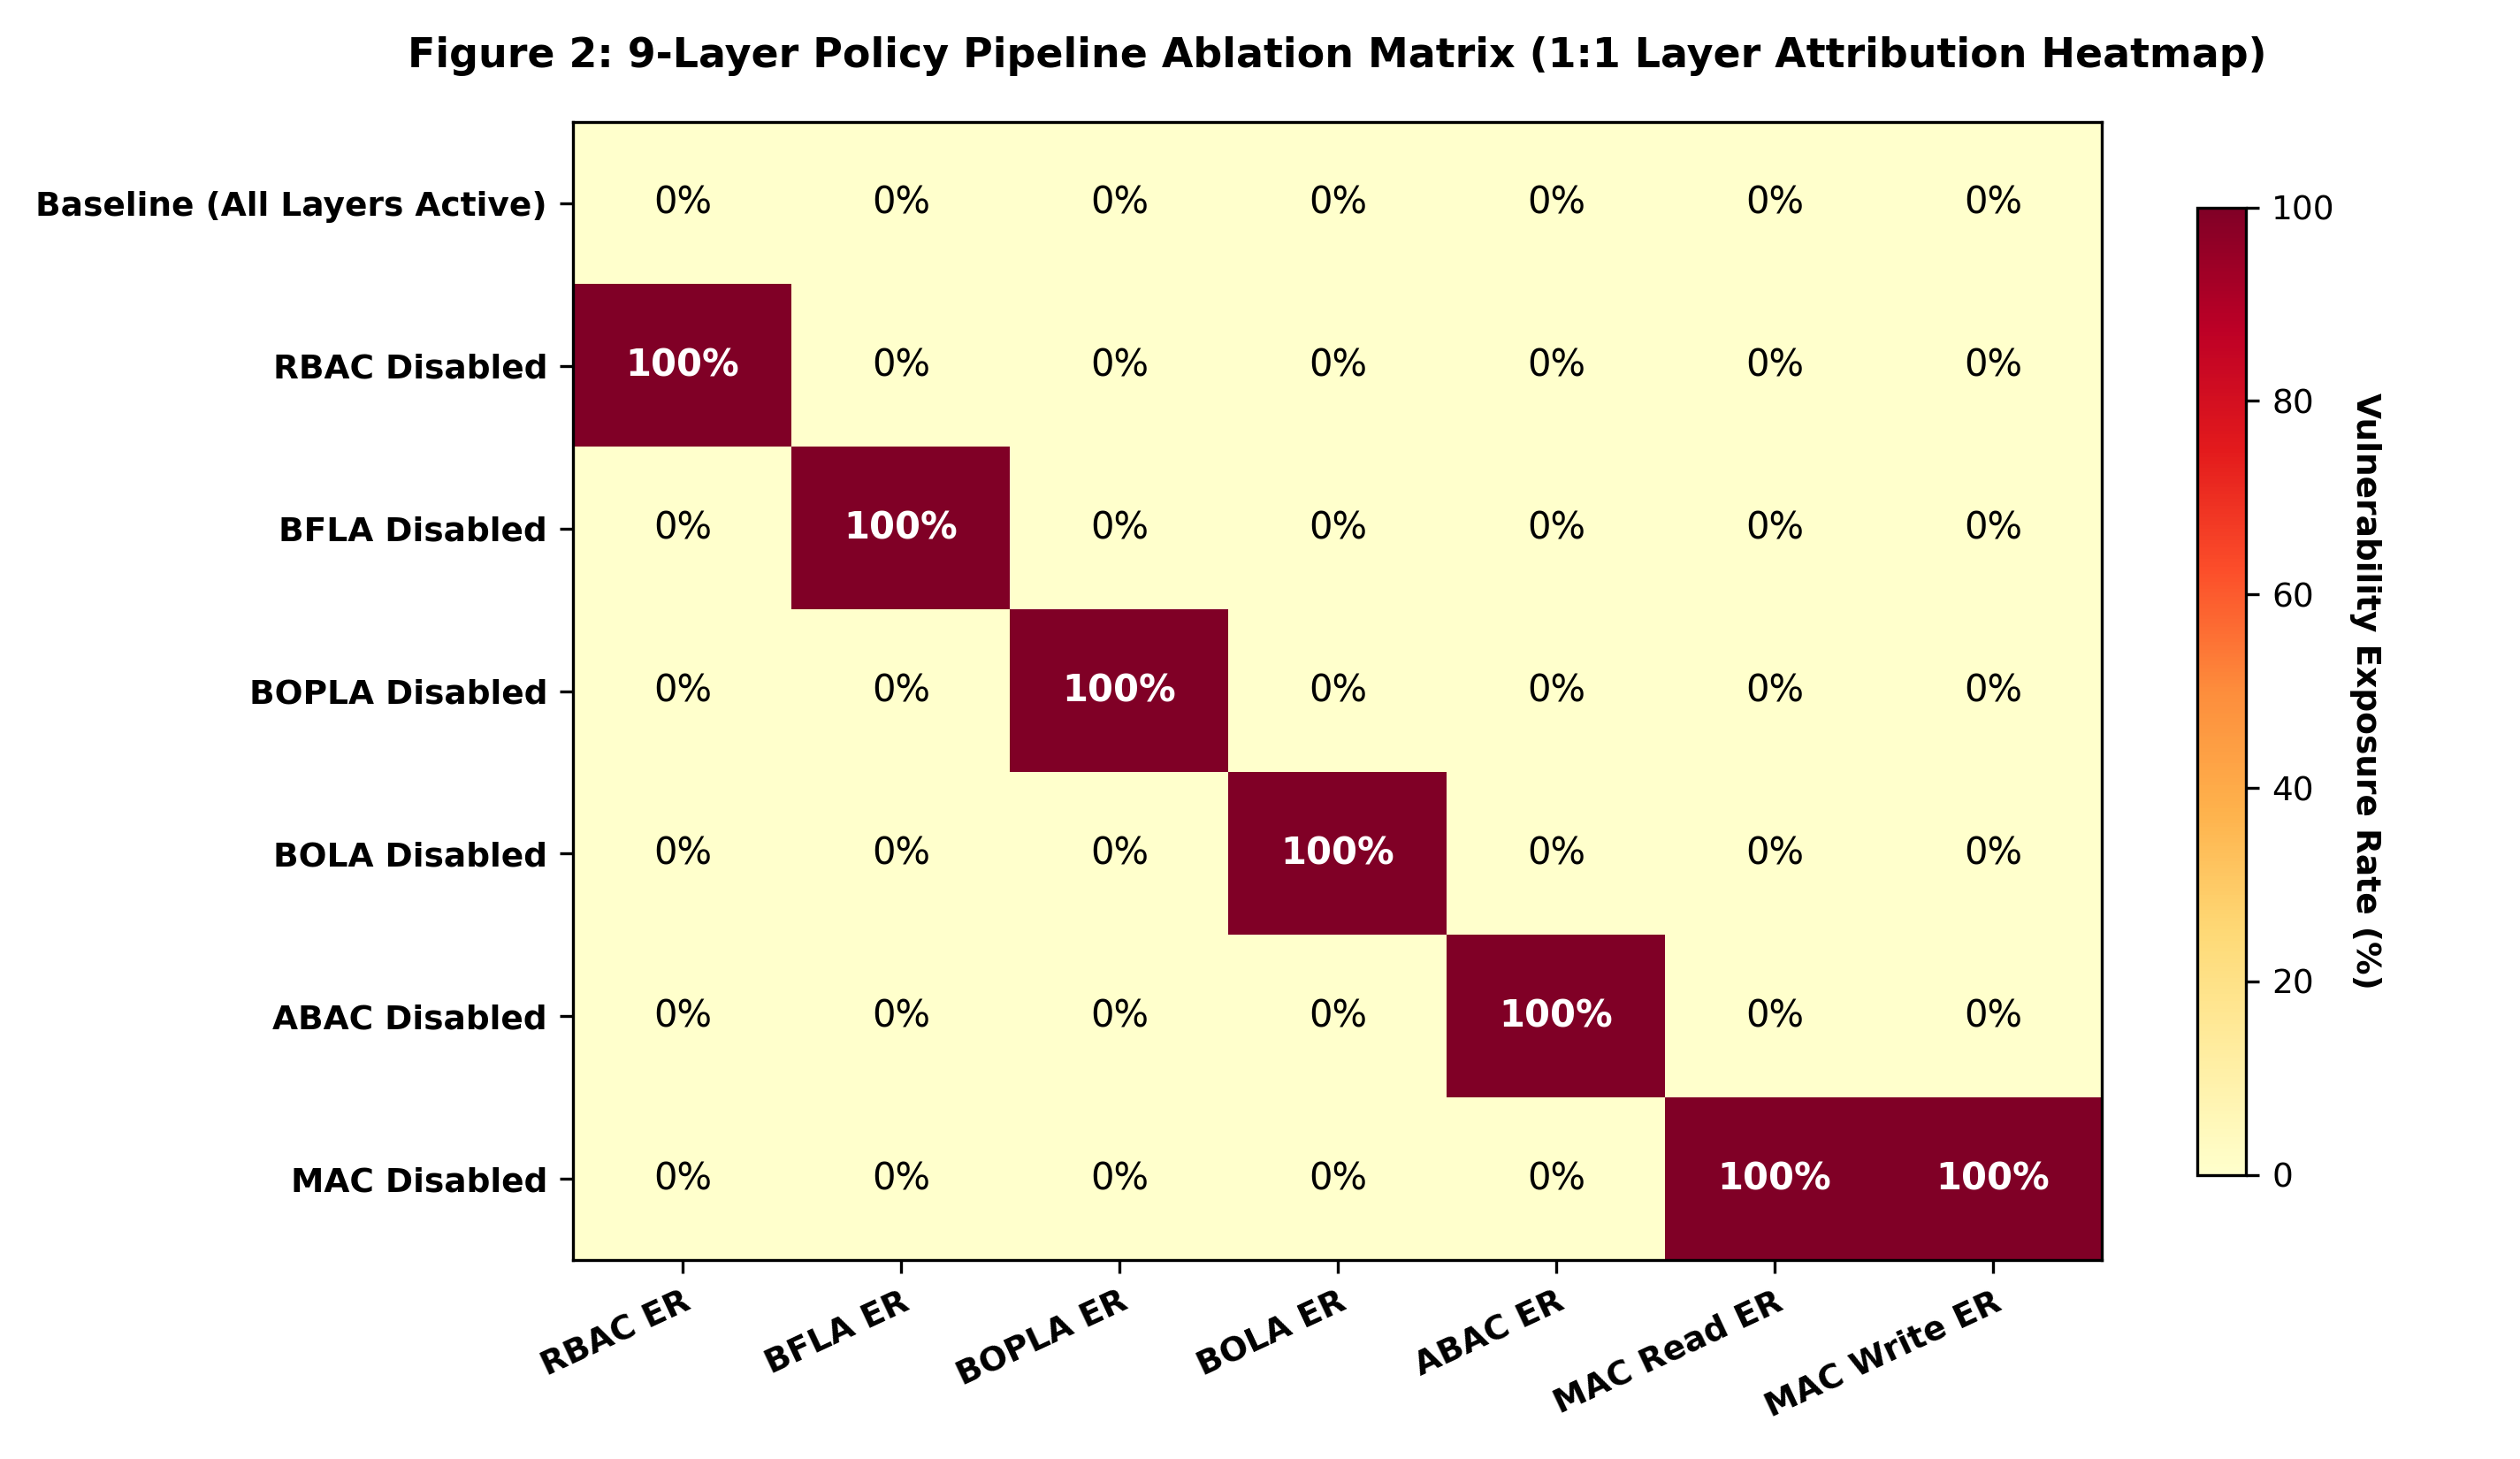 Figure 2: 9-Layer Policy Pipeline Ablation Matrix (1:1 Layer Attribution Heatmap)
Baseline (All Layers Active) 0% 0% 0% 0% 0% 0% 0%
RBAC Disabled 100% 0% 0% 0% 0% 0% 0%
BFLA Disabled 0% 100% 0% 0% 0% 0% 0%
BOPLA Disabled 0% 0% 100% 0% 0% 0% 0%
BOLA Disabled 0% 0% 0% 100% 0% 0% 0%
ABAC Disabled 0% 0% 0% 0% 100% 0% 0%
MAC Disabled 0% 0% 0% 0% 0% 100% 100%
RBAC ER
BFLA ER
BOPLA ER
BOLA ER
ABAC ER
MAC Read ER
MAC Write ER
100
80
60
40
20
0
Vulnerability Exposure Rate (%)